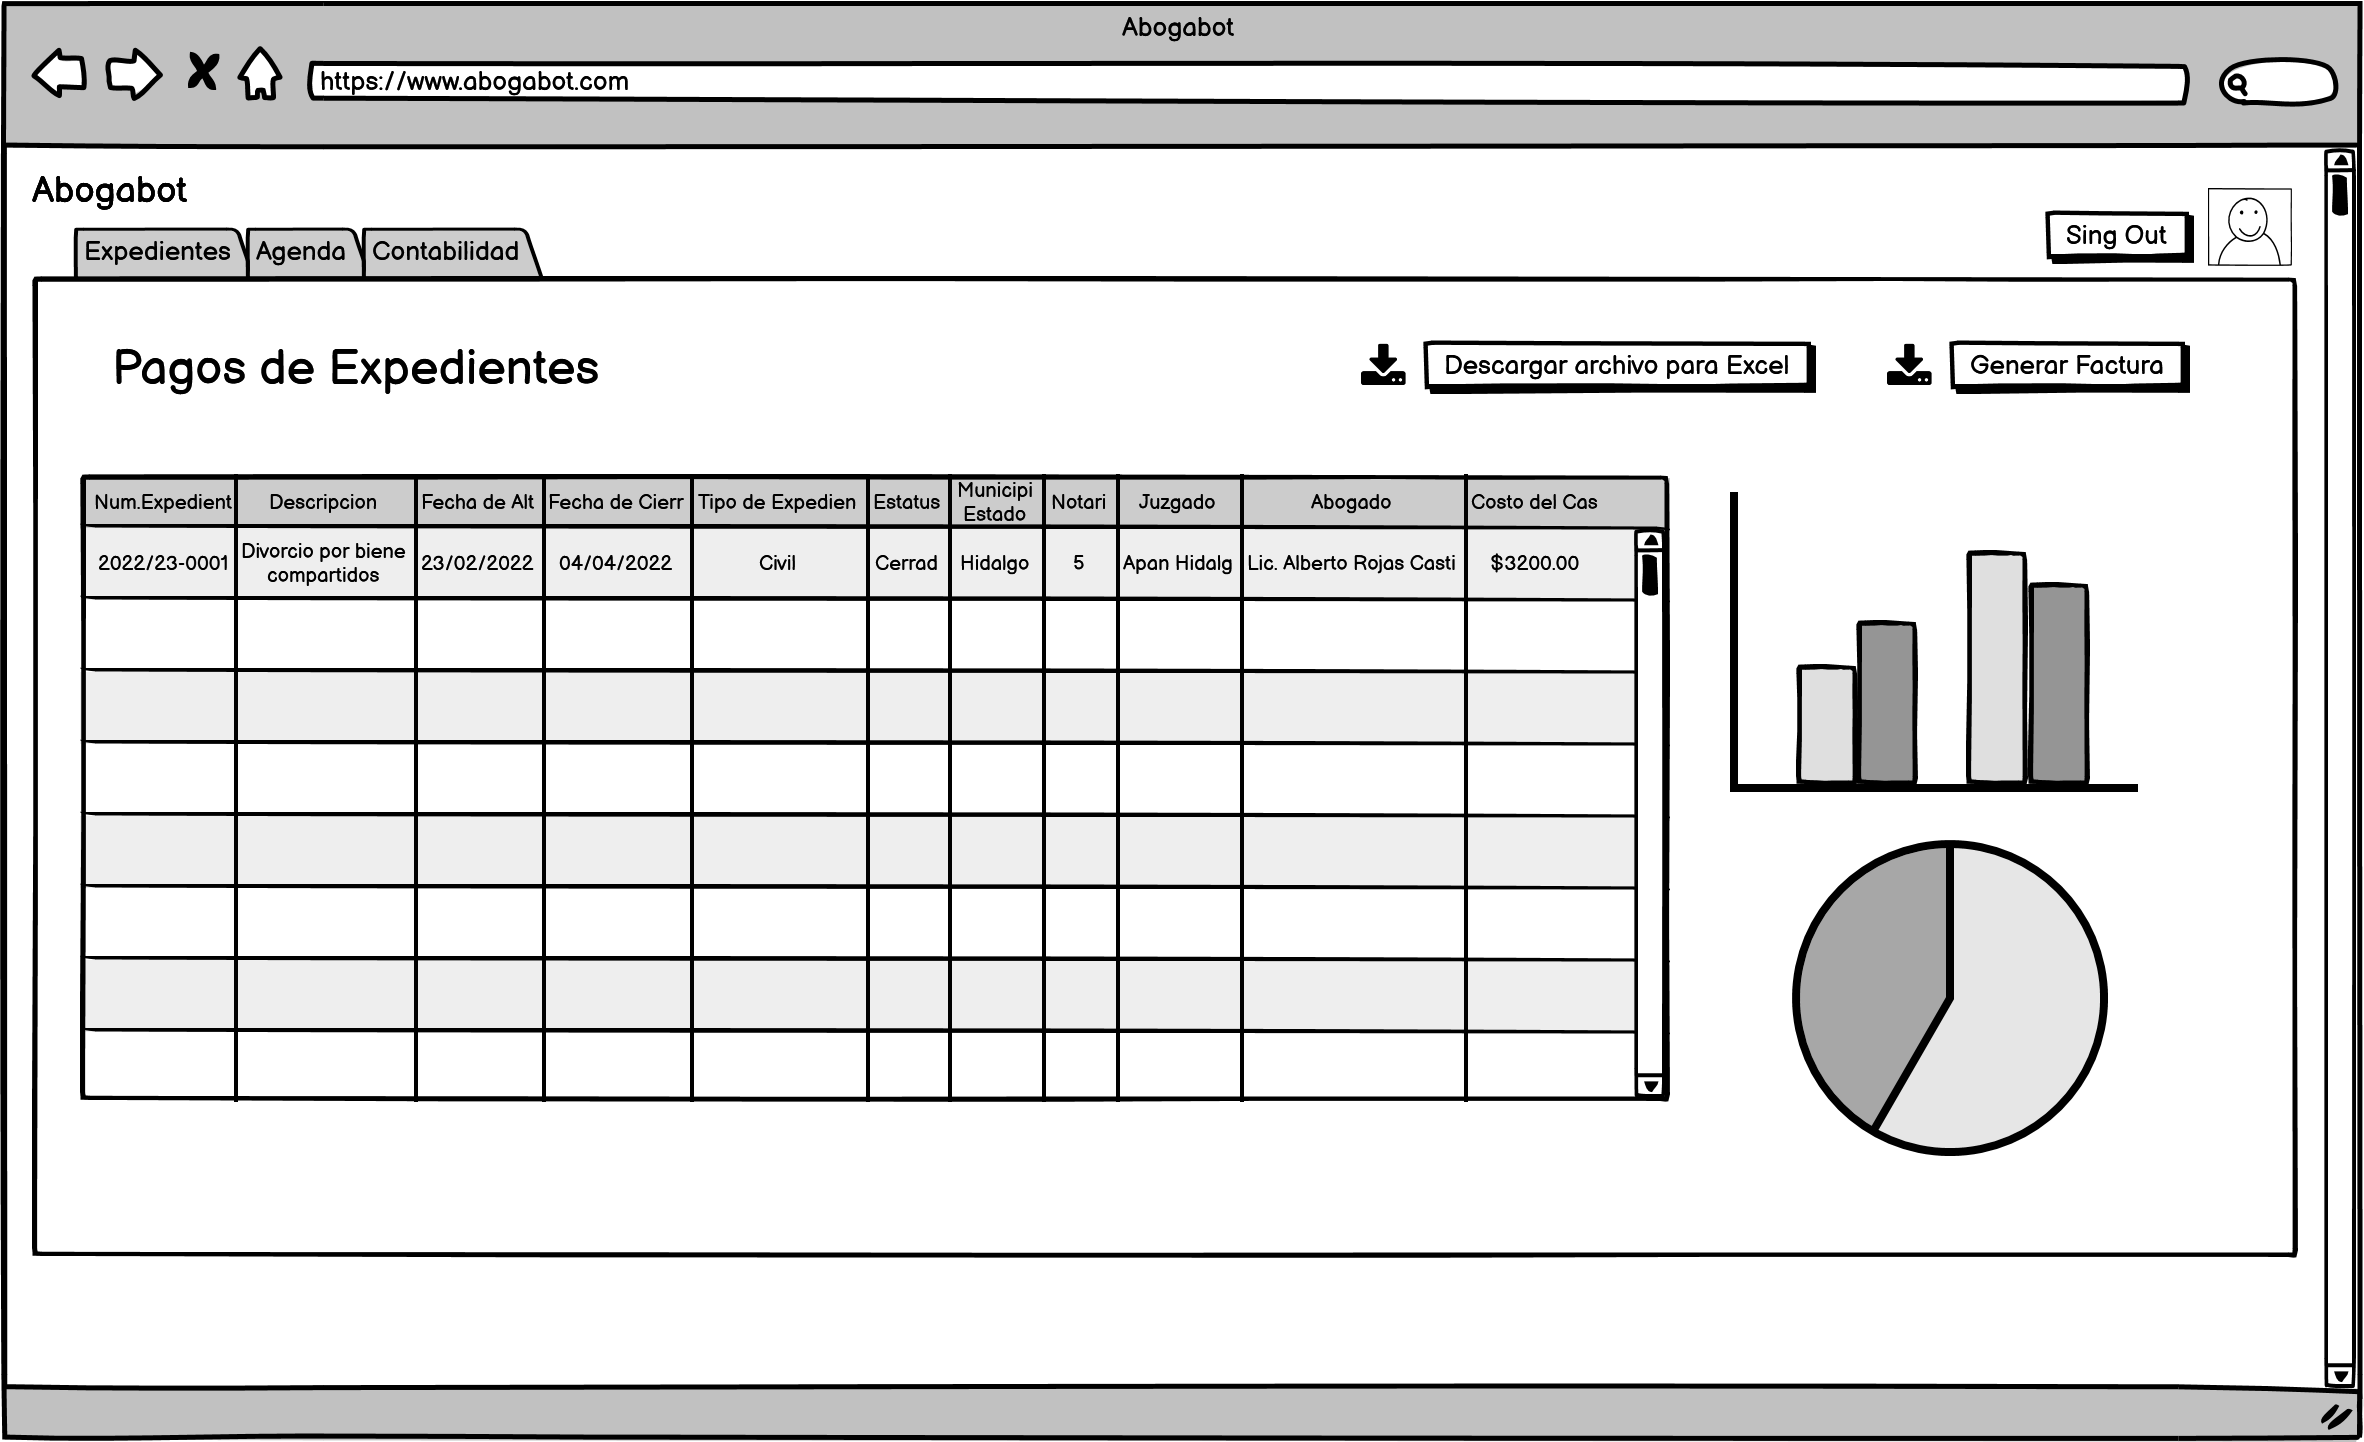 Abogabot
https://www.abogabot.com
Abogabot
Sing Out
Expedientes Agenda Contabilidad
Pagos de Expedientes
Descargar archivo para Excel
Generar Factura
Num.Expedient Descripcion Fecha de Alt Fecha de Cierr Tipo de Expedien Estatus Municipi Notari Juzgado Abogado Costo del Cas
Estado
2022/23-0001 Divorcio por biene 23/02/2022 04/04/2022 Civil Cerrad Hidalgo 5 Apan Hidalg Lic. Alberto Rojas Casti $3200.00
compartidos